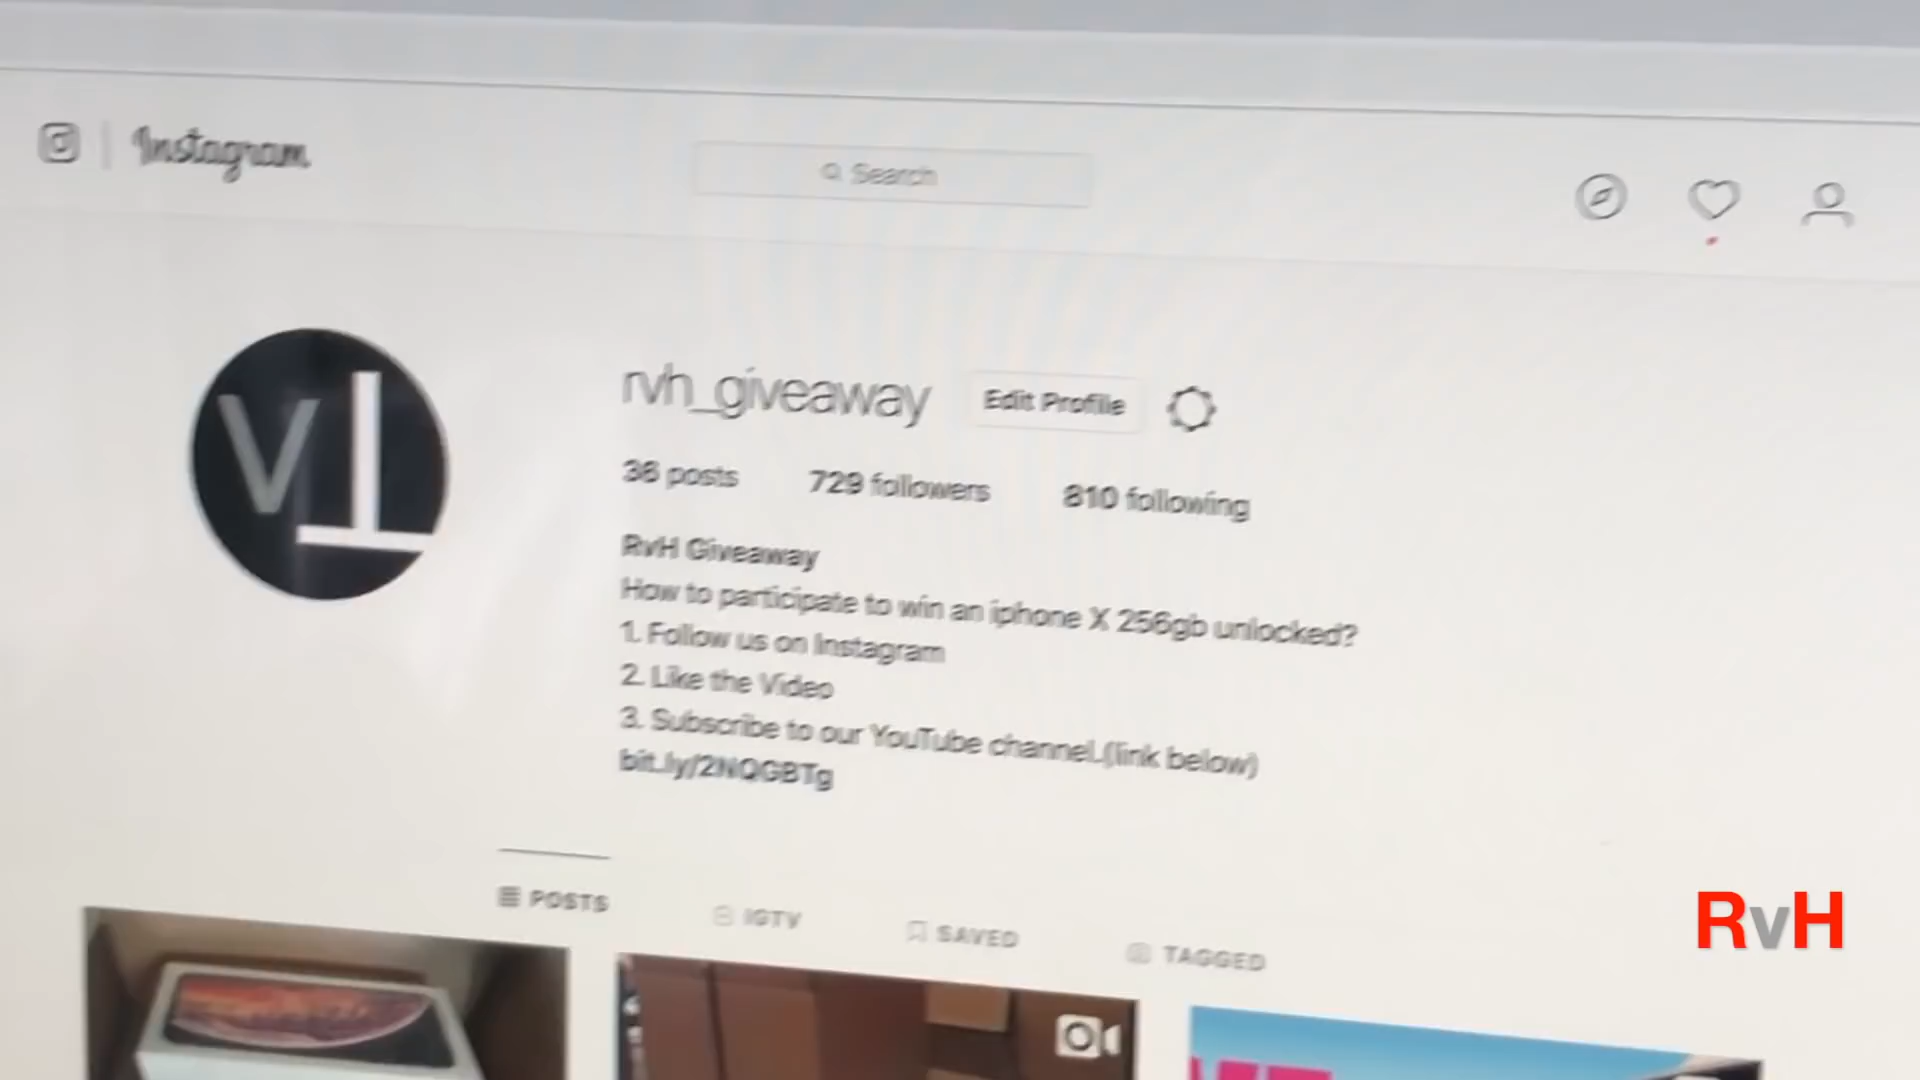 Instagram
Search
rvh_giveaway Edit Profile
36 posts 729 followers 810 following
RvH Giveaway
How to participate to win an iphone X 256gb unlocked?
1. Follow us on Instagram
2. Like the Video
3. Subscribe to our YouTube channel.(link below)
bit.ly/2NQGBTg
POSTS IGTV SAVED TAGGED
RvH